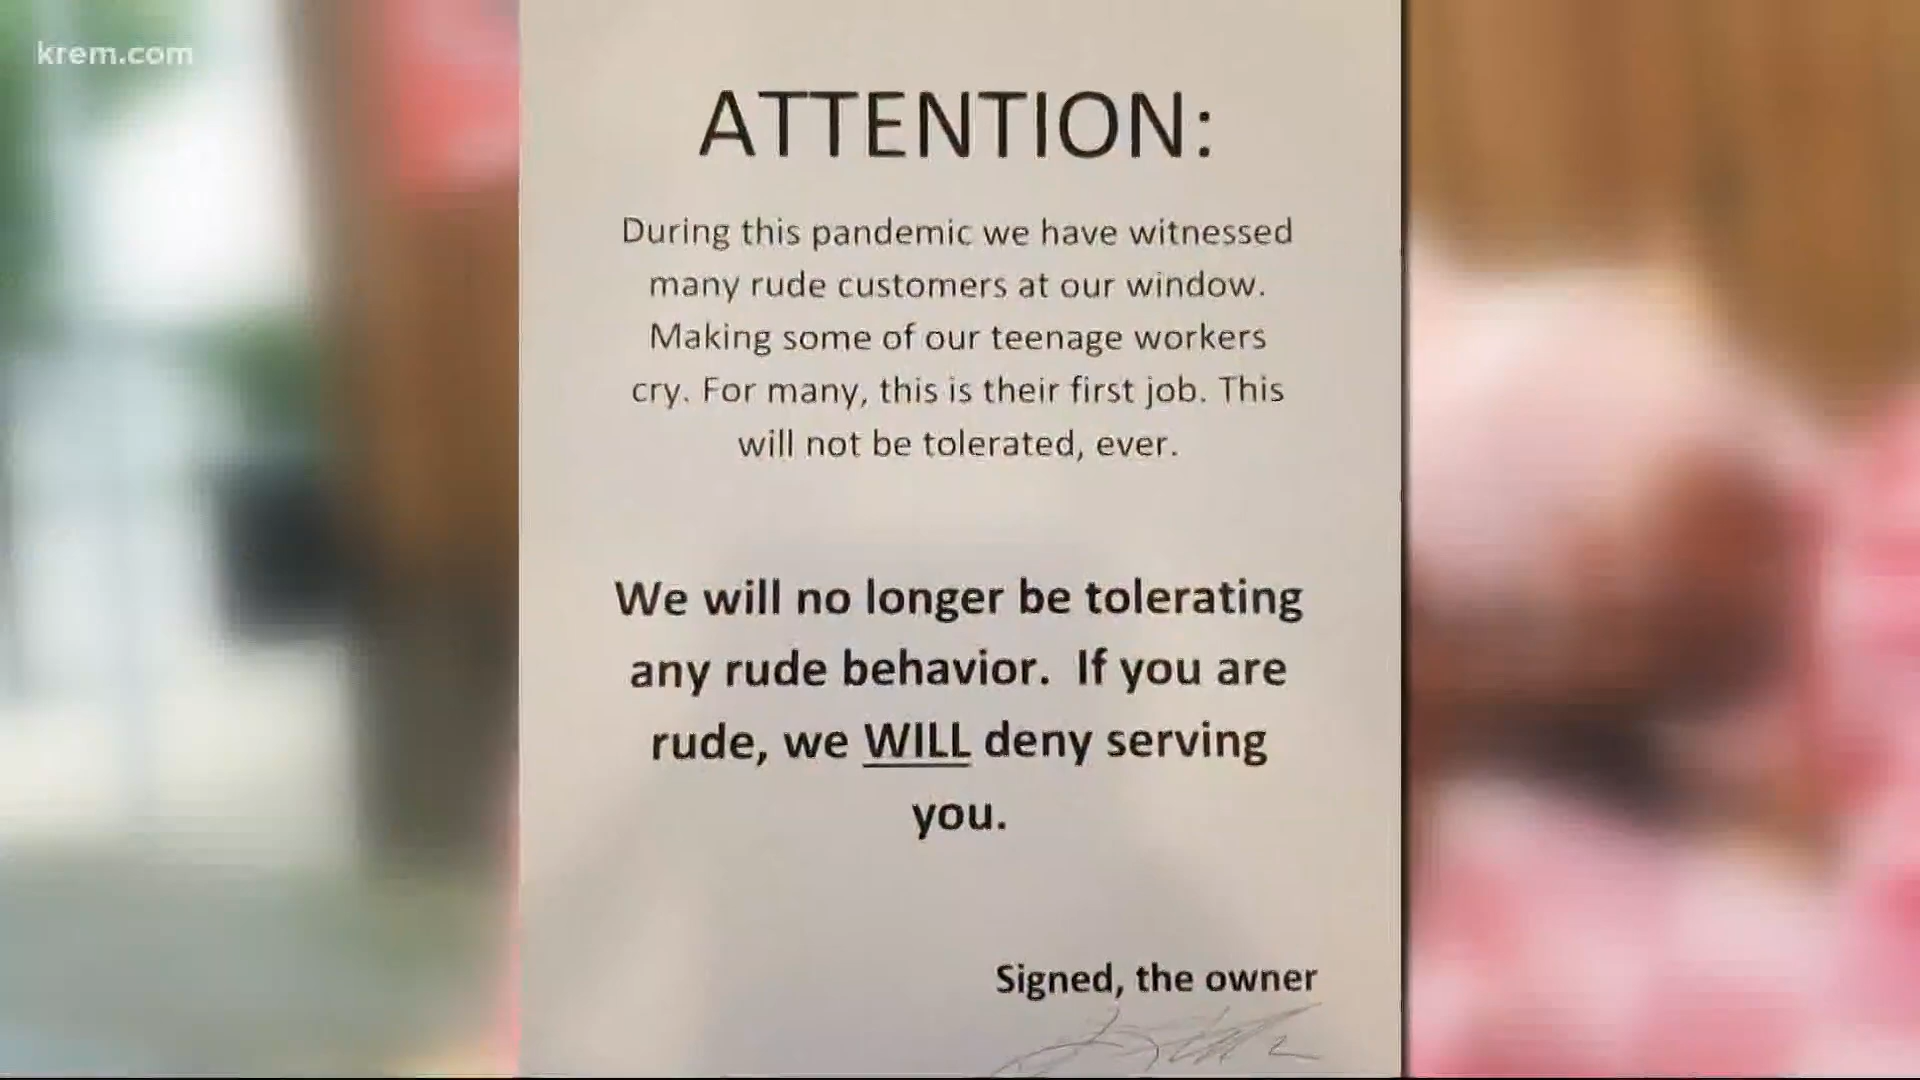 krem.com
ATTENTION:
During this pandemic we have witnessed
many rude customers at our window.
Making some of our teenage workers
cry. For many, this is their first job. This
will not be tolerated, ever.
We will no longer be tolerating
any rude behavior. If you are
rude, we WILL deny serving
you.
Signed, the owner